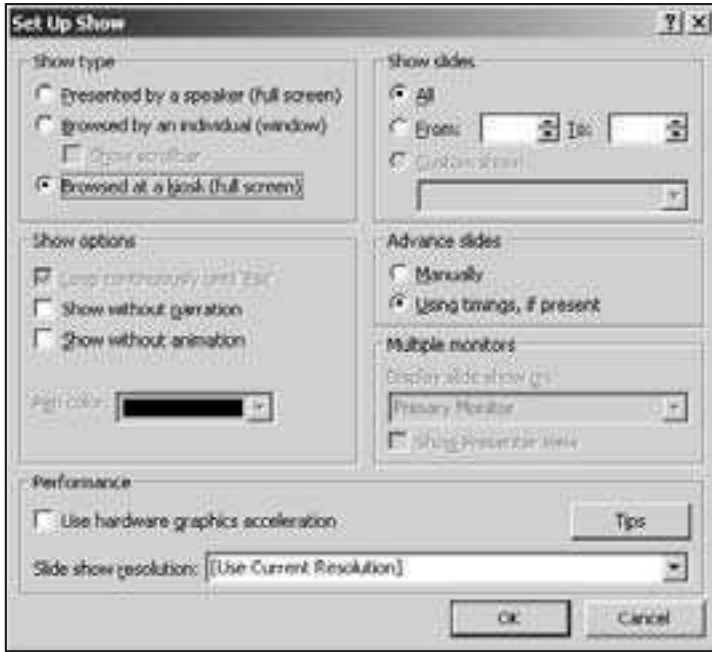 Set Up Show
Show type
Presented by a speaker (full screen)
Browsed by an individual (window)
Show scrollbar
Browsed at a kiosk (full screen)
Show slides
All
From: To:
Custom show:
Show options
Loop continuously until 'Esc'
Show without narration
Show without animation
Pen color:
Advance slides
Manually
Using timings, if present
Multiple monitors
Display slide show on:
Primary Monitor
Show Presenter View
Performance
Use hardware graphics acceleration
Tips
Slide show resolution: [Use Current Resolution]
OK Cancel